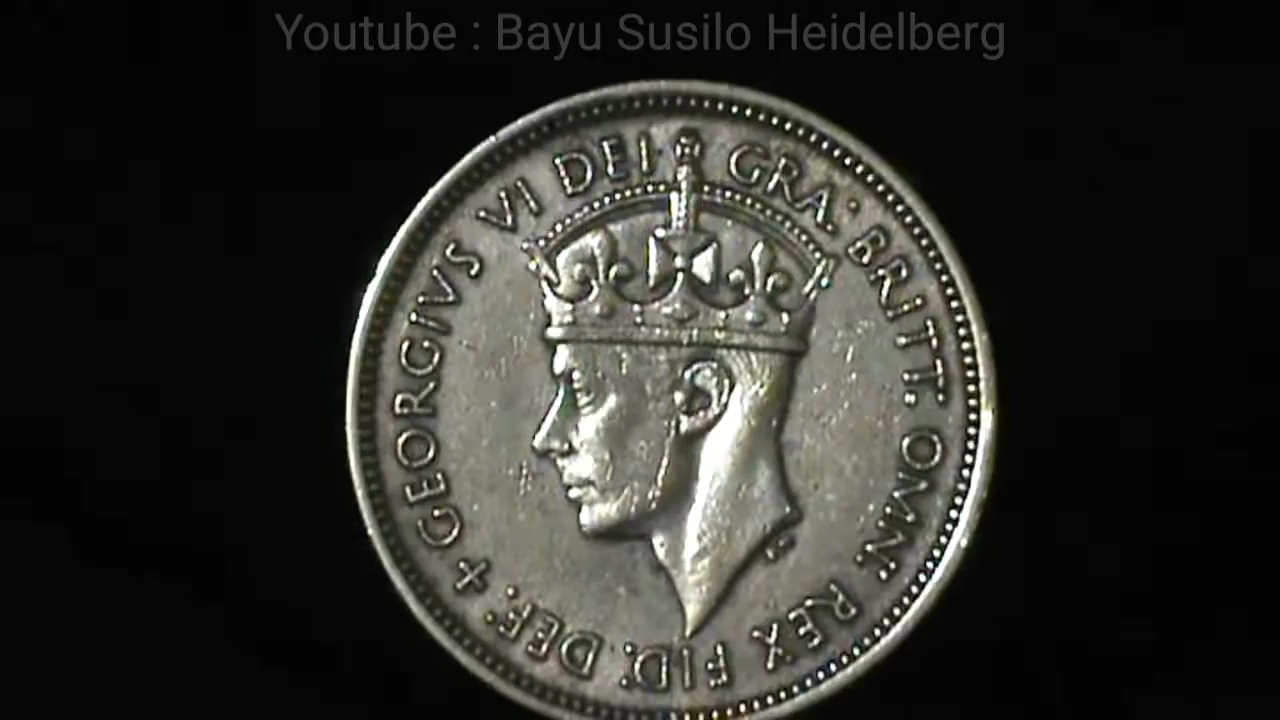 Youtube : Bayu Susilo Heidelberg
+ GEORGIVS VI DEI GRA: BRITT: OMN: REX FID: DEF.